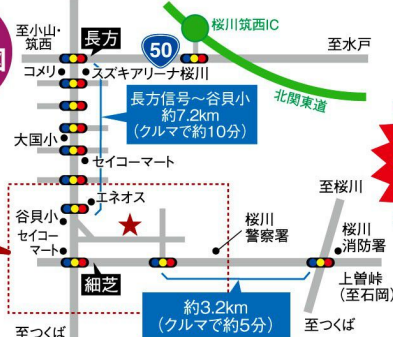 至小山・
筑西
長方
50
桜川筑西IC
至水戸
コメリ
スズキアリーナ桜川
北関東道
長方信号～谷貝小
約7.2km
(クルマで約10分)
大国小
セイコーマート
至桜川
エネオス
谷貝小
セイコー
マート
桜川
警察署
桜川
消防署
細芝
上曽峠
(至石岡)
約3.2km
(クルマで約5分)
至つくば
至つくば